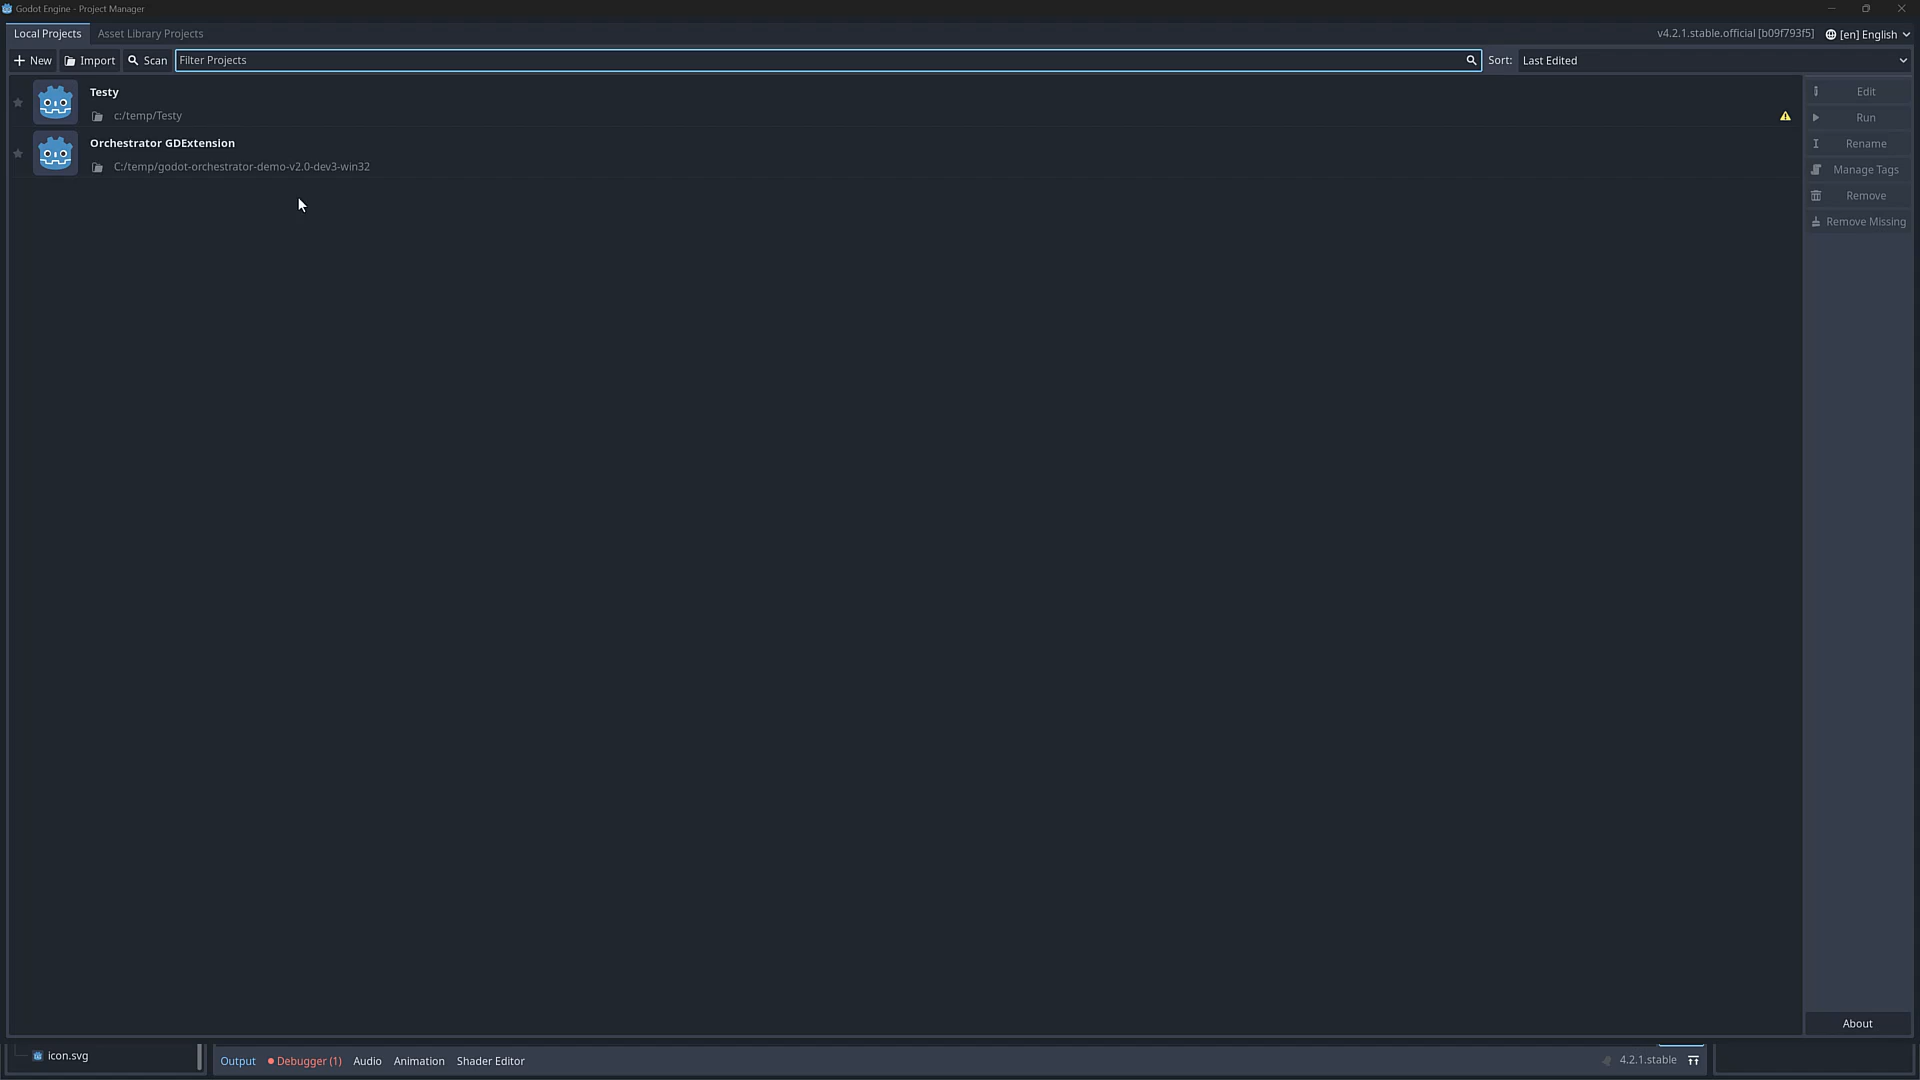 Godot Engine - Project Manager
Local Projects
Asset Library Projects
v4.2.1.stable.official [b09f793f5]
[en] English
New
Import
Scan
Filter Projects
Sort:
Last Edited
Testy
c:/temp/Testy
Orchestrator GDExtension
C:/temp/godot-orchestrator-demo-v2.0-dev3-win32
Edit
Run
Rename
Manage Tags
Remove
Remove Missing
About
icon.svg
Output
Debugger (1)
Audio
Animation
Shader Editor
4.2.1.stable